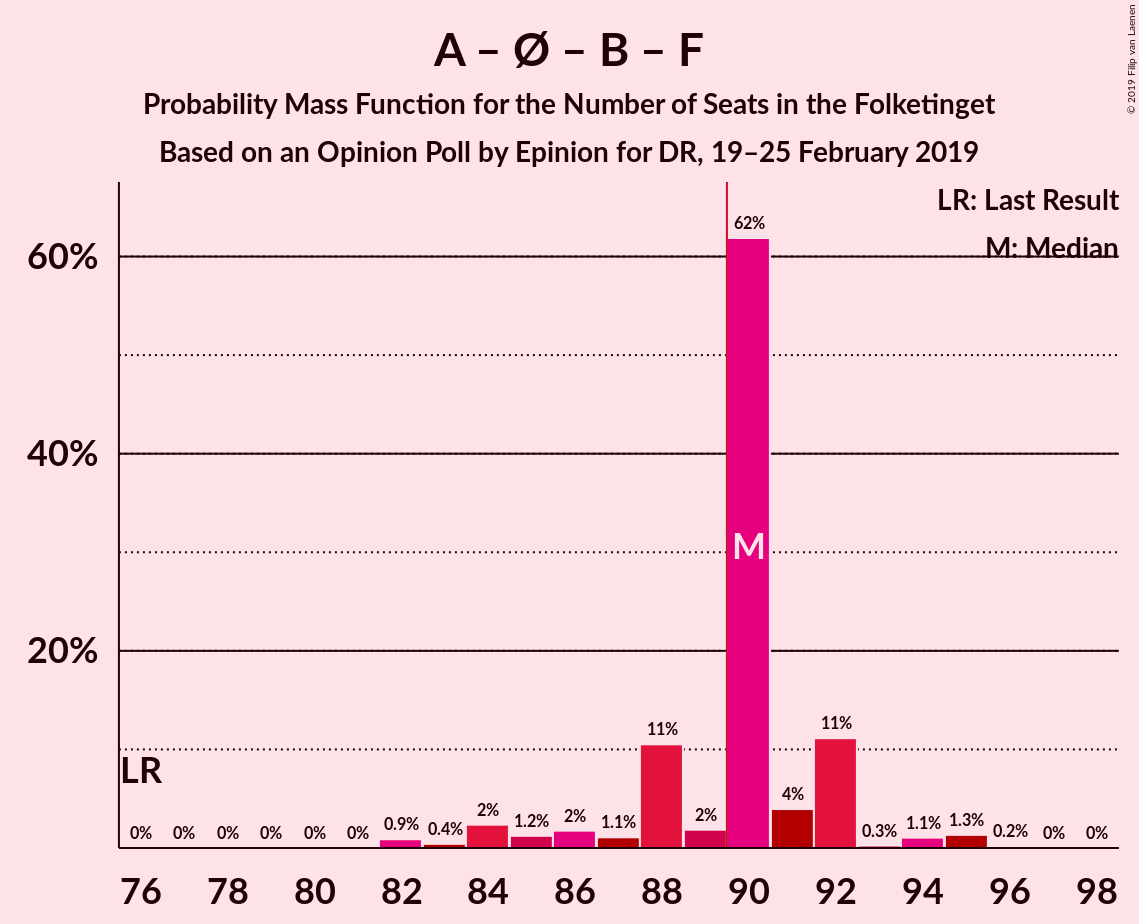 A – Ø – B – F
Probability Mass Function for the Number of Seats in the Folketinget
Based on an Opinion Poll by Epinion for DR, 19–25 February 2019
© 2019 Filip van Laenen
LR: Last Result
M: Median
60%
40%
20%
LR
M
0%
0%
0%
0%
0%
0%
0.9%
0.4%
2%
1.2%
2%
1.1%
11%
2%
62%
4%
11%
0.3%
1.1%
1.3%
0.2%
0%
0%
76 78 80 82 84 86 88 90 92 94 96 98